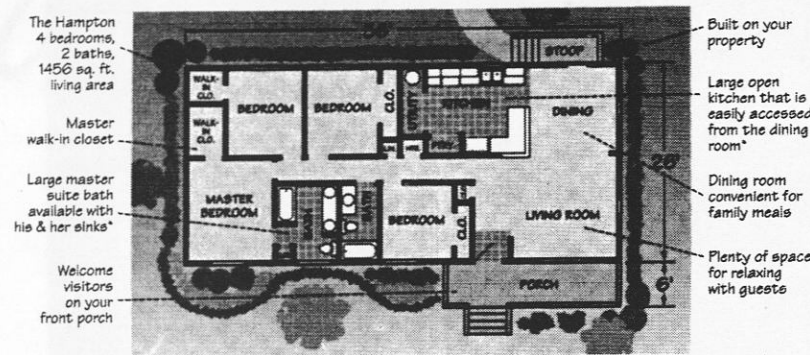 The Hampton
4 bedrooms,
2 baths,
1456 sq. ft.
living area
Master
walk-in closet
Large master
suite bath
available with
his & her sinks*
Welcome
visitors
on your
front porch
56'
STOOP
WALK-
IN
CLO.
BEDROOM
BEDROOM
CLO.
UTILITY
KITCHEN
DINING
WALK-
IN
CLO.
PTRY.
MASTER
BEDROOM
BATH
BATH
BEDROOM
CLO.
LIVING ROOM
PORCH
26'
6'
Built on your
property
Large open
kitchen that is
easily accessed
from the dining
room*
Dining room
convenient for
family meals
Plenty of space
for relaxing
with guests